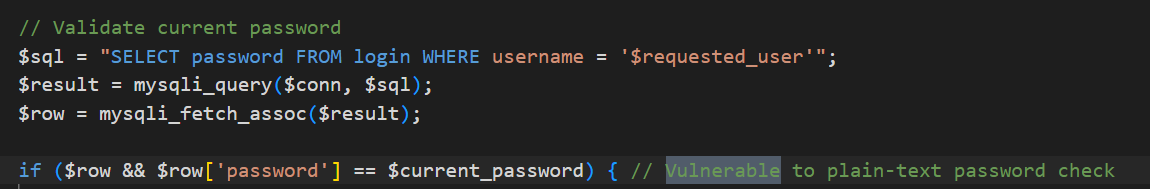 // Validate current password
$sql = "SELECT password FROM login WHERE username = '$requested_user'";
$result = mysqli_query($conn, $sql);
$row = mysqli_fetch_assoc($result);
if ($row && $row['password'] == $current_password) { // Vulnerable to plain-text password check